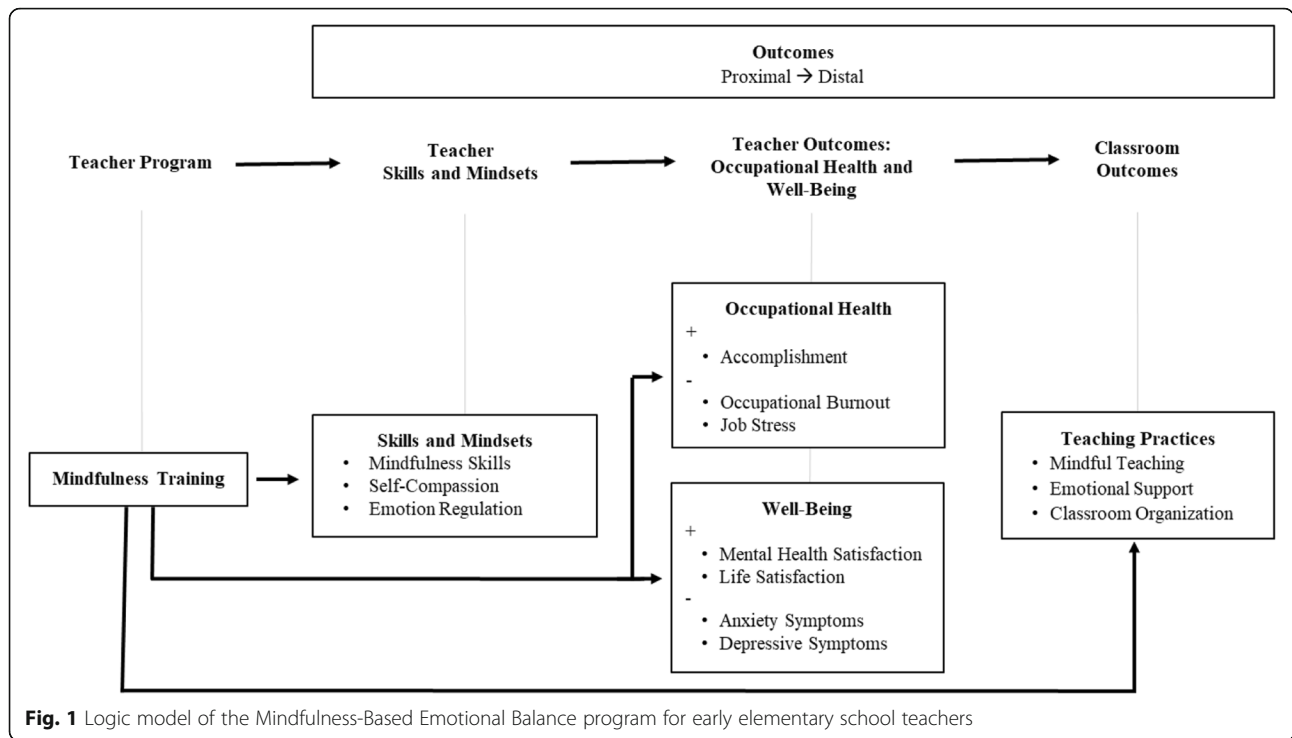 Outcomes
Proximal → Distal
Teacher Program
Teacher
Skills and Mindsets
Teacher Outcomes:
Occupational Health and
Well-Being
Classroom
Outcomes
Occupational Health
+
• Accomplishment
-
• Occupational Burnout
• Job Stress
Mindfulness Training
Skills and Mindsets
• Mindfulness Skills
• Self-Compassion
• Emotion Regulation
Well-Being
+
• Mental Health Satisfaction
• Life Satisfaction
-
• Anxiety Symptoms
• Depressive Symptoms
Teaching Practices
• Mindful Teaching
• Emotional Support
• Classroom Organization
Fig. 1 Logic model of the Mindfulness-Based Emotional Balance program for early elementary school teachers